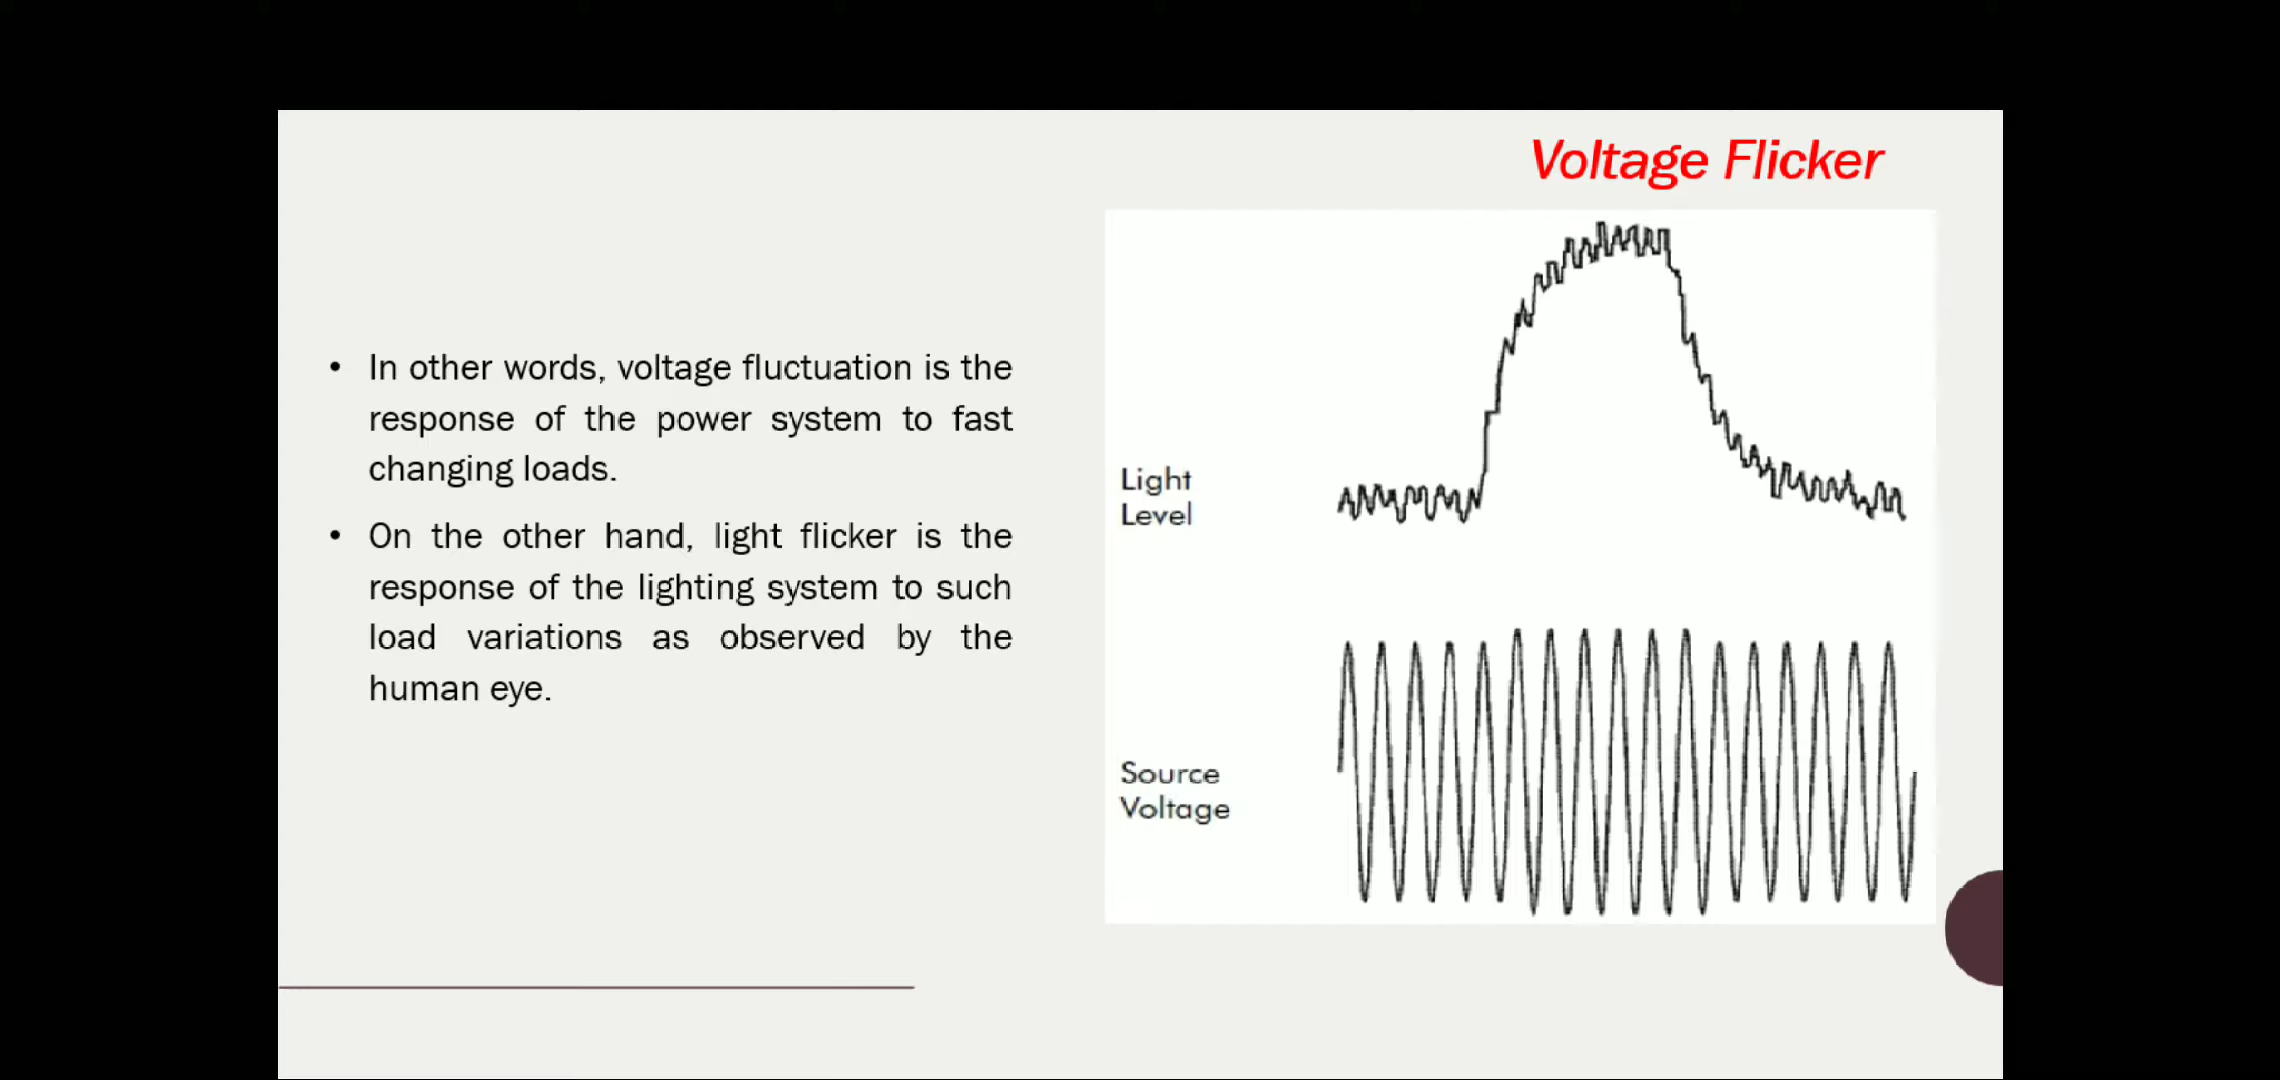 Voltage Flicker
• In other words, voltage fluctuation is the
response of the power system to fast
changing loads.
• On the other hand, light flicker is the
response of the lighting system to such
load variations as observed by the
human eye.
Light
Level
Source
Voltage